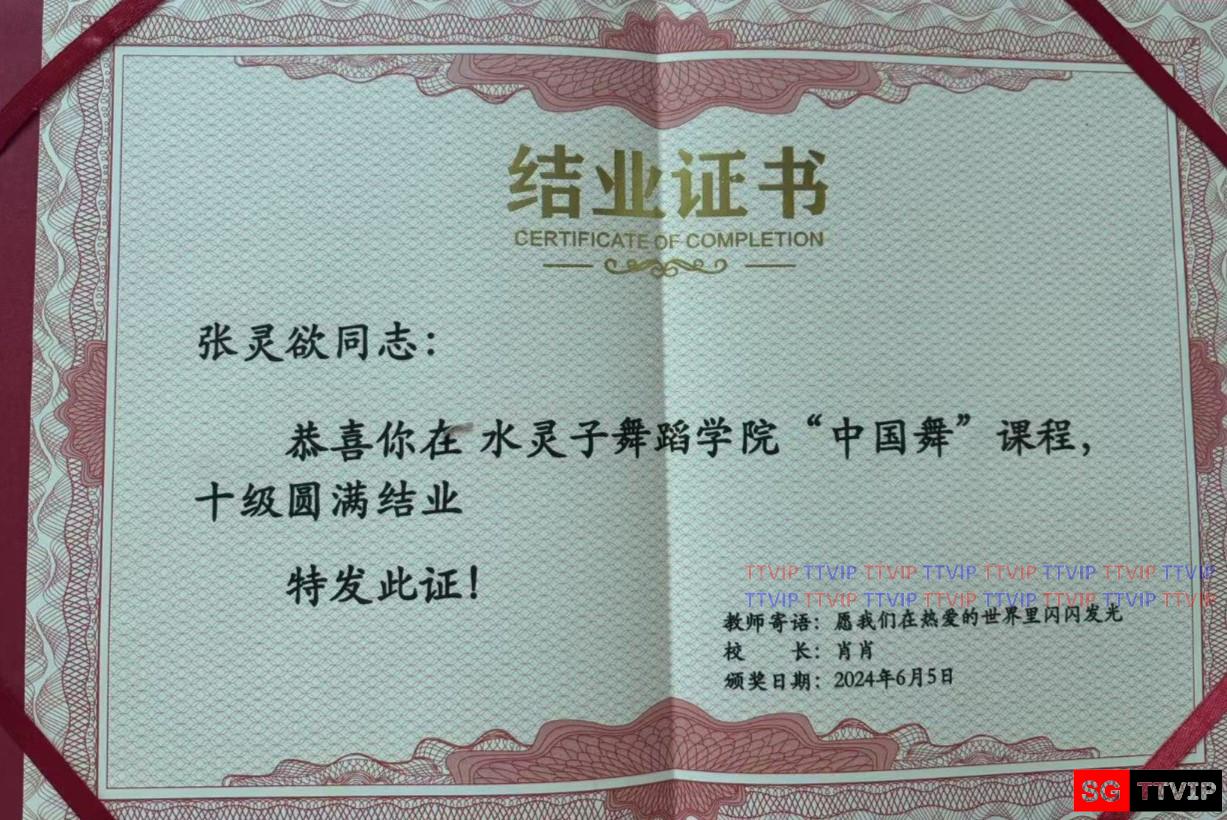 结业证书
CERTIFICATE OF COMPLETION
张灵欲同志：
恭喜你在 水灵子舞蹈学院“中国舞”课程，
十级圆满结业
特发此证！
TTVIP TTVIP TTVIP TTVIP TTVIP TTVIP TTVIP TTVIP
TTVIP TTVIP TTVIP TTVIP TTVIP TTVIP TTVIP TTVIP
教师寄语：愿我们在热爱的世界里闪闪发光
校 长：肖肖
颁奖日期：2024年6月5日
SG TTVIP